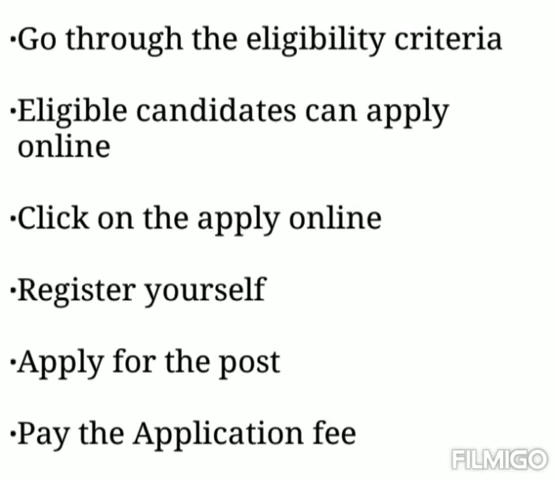 ·Go through the eligibility criteria
·Eligible candidates can apply
online
·Click on the apply online
·Register yourself
·Apply for the post
·Pay the Application fee
FILMIGO